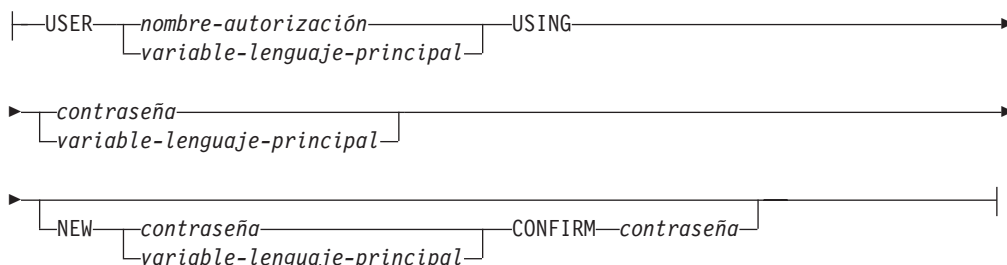 USER nombre-autorización USING
variable-lenguaje-principal
contraseña
variable-lenguaje-principal
NEW contraseña CONFIRM contraseña
variable-lenguaje-principal